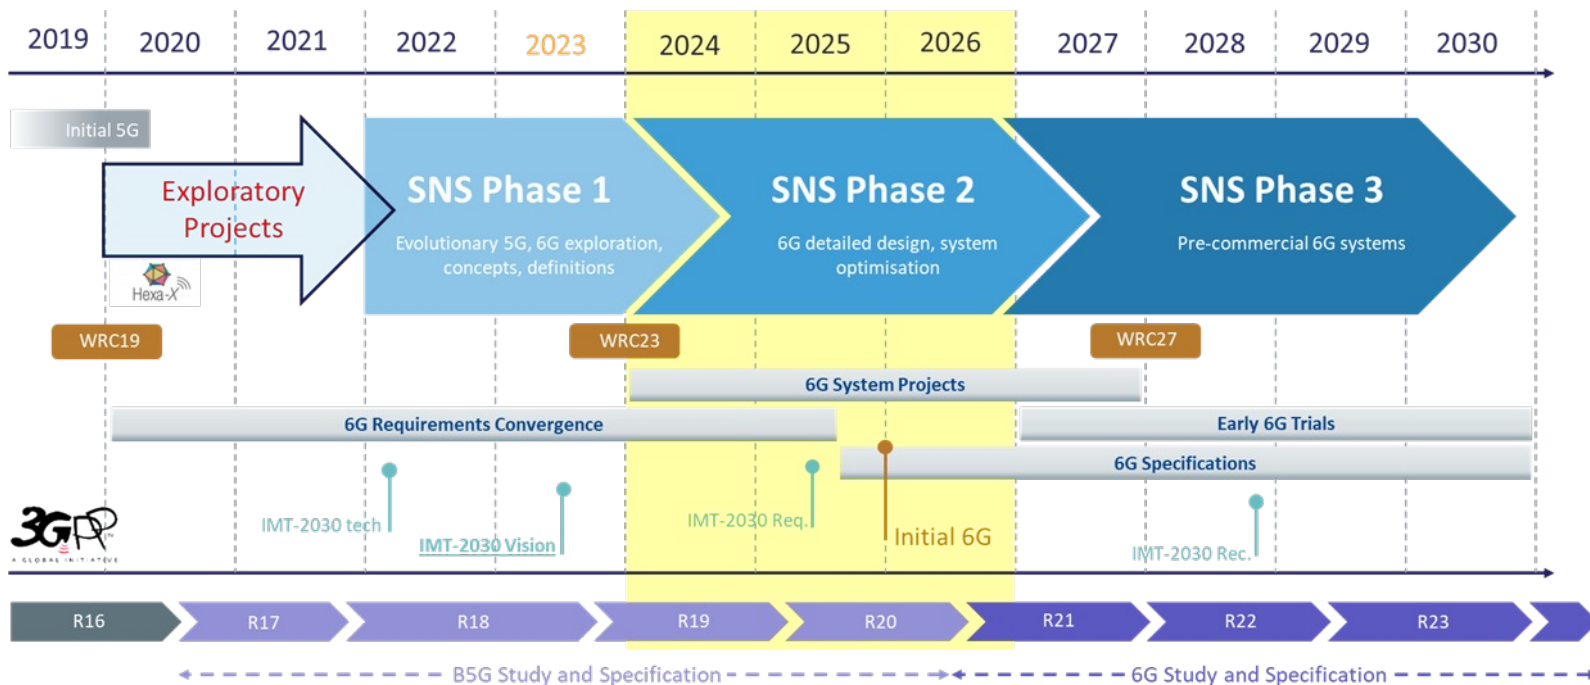 2019 2020 2021 2022 2023 2024 2025 2026 2027 2028 2029 2030
Initial 5G
Exploratory
Projects
Hexa-X
SNS Phase 1
Evolutionary 5G, 6G exploration,
concepts, definitions
SNS Phase 2
6G detailed design, system
optimisation
SNS Phase 3
Pre-commercial 6G systems
WRC19
WRC23
WRC27
6G System Projects
6G Requirements Convergence
Early 6G Trials
6G Specifications
IMT-2030 tech
IMT-2030 Vision
IMT-2030 Req.
Initial 6G
IMT-2030 Rec.
3GPP™
A GLOBAL INITIATIVE
R16 R17 R18 R19 R20 R21 R22 R23
B5G Study and Specification
6G Study and Specification